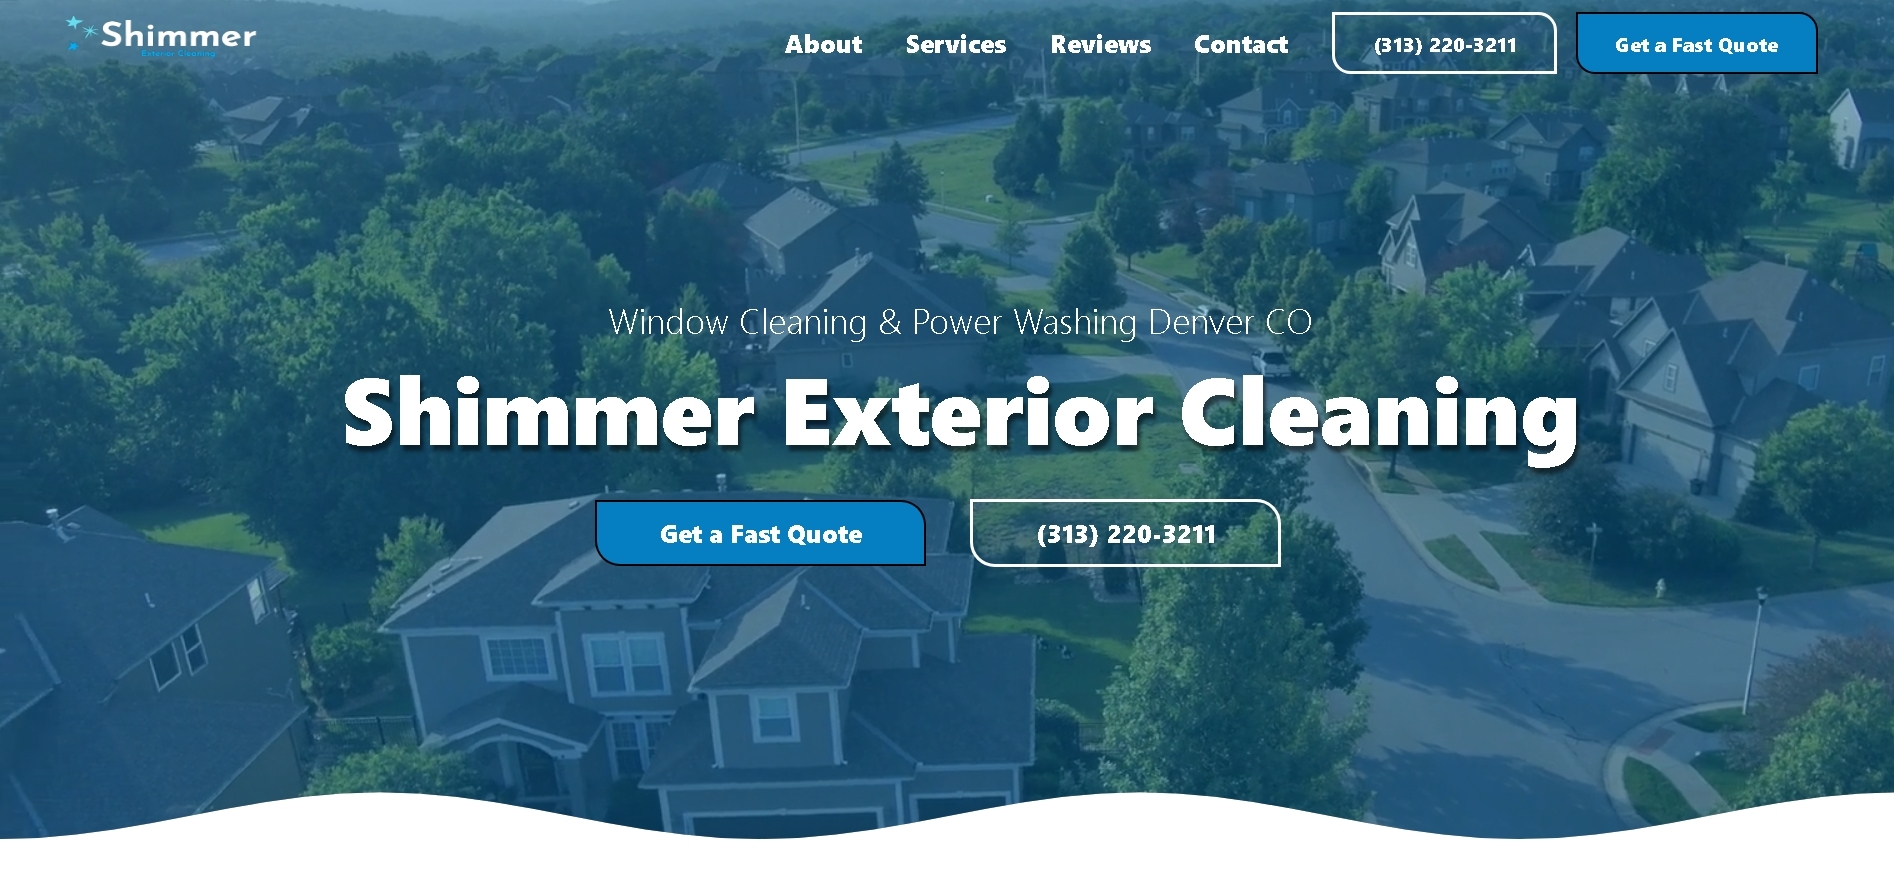 Shimmer
Exterior Cleaning
About
Services
Reviews
Contact
(313) 220-3211
Get a Fast Quote
Window Cleaning & Power Washing Denver CO
Shimmer Exterior Cleaning
Get a Fast Quote
(313) 220-3211